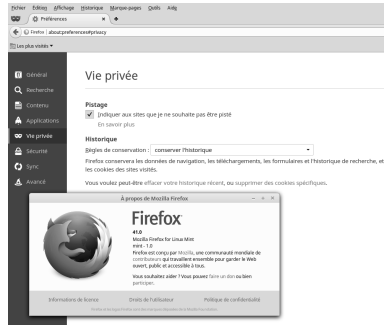 Fichier Édition Affichage Historique Marque-pages Outils Aide
Préférences
Firefox about:preferences#privacy
Les plus visités
Général
Recherche
Contenu
Applications
Vie privée
Sécurité
Sync
Avancé
Vie privée
Pistage
Indiquer aux sites que je ne souhaite pas être pisté
En savoir plus
Historique
Règles de conservation : conserver l'historique
Firefox conservera les données de navigation, les téléchargements, les formulaires et l'historique de recherche, et
les cookies des sites visités.
Vous voulez peut-être effacer votre historique récent, ou supprimer des cookies spécifiques.
À propos de Mozilla Firefox
Firefox
41.0
Mozilla Firefox for Linux Mint
mint - 1.0
Firefox est conçu par Mozilla, une communauté mondiale de
contributeurs qui travaillent ensemble pour garder le Web
ouvert, public et accessible à tous.
Vous souhaitez aider ? Vous pouvez faire un don ou bien
participer.
Informations de licence Droits de l'utilisateur Politique de confidentialité